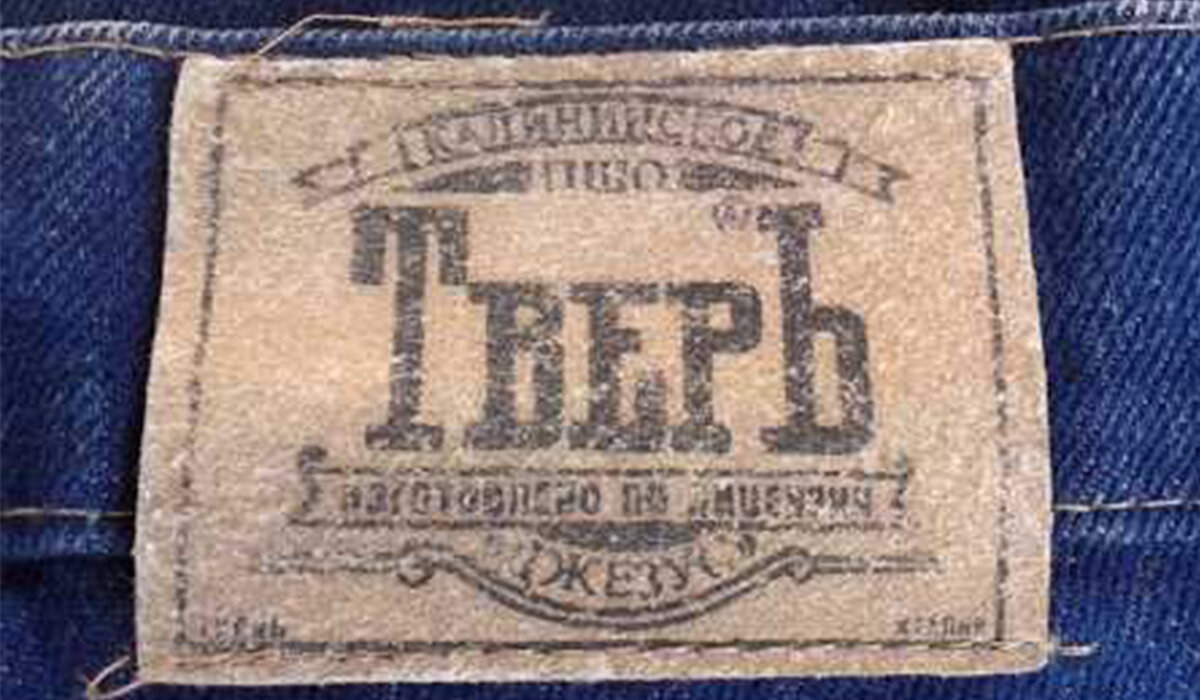 КАЛИНИНСКОЕ
ПШО
ТВЕРЬ
ИЗГОТОВЛЕНО ПО ЛИЦЕНЗИИ
"ДЖЕЗУС"